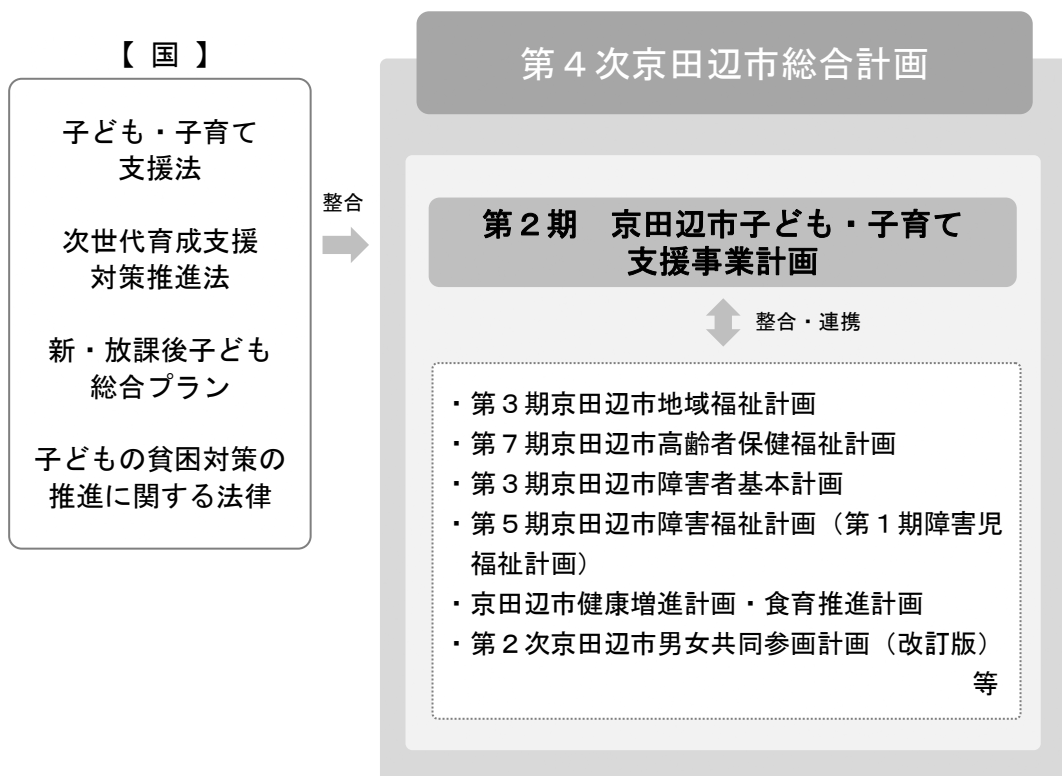 【 国 】
子ども・子育て
支援法
次世代育成支援
対策推進法
新・放課後子ども
総合プラン
子どもの貧困対策の
推進に関する法律
整合
第４次京田辺市総合計画
第２期　京田辺市子ども・子育て
支援事業計画
整合・連携
・第３期京田辺市地域福祉計画
・第７期京田辺市高齢者保健福祉計画
・第３期京田辺市障害者基本計画
・第５期京田辺市障害福祉計画（第１期障害児
福祉計画）
・京田辺市健康増進計画・食育推進計画
・第２次京田辺市男女共同参画計画（改訂版）
等